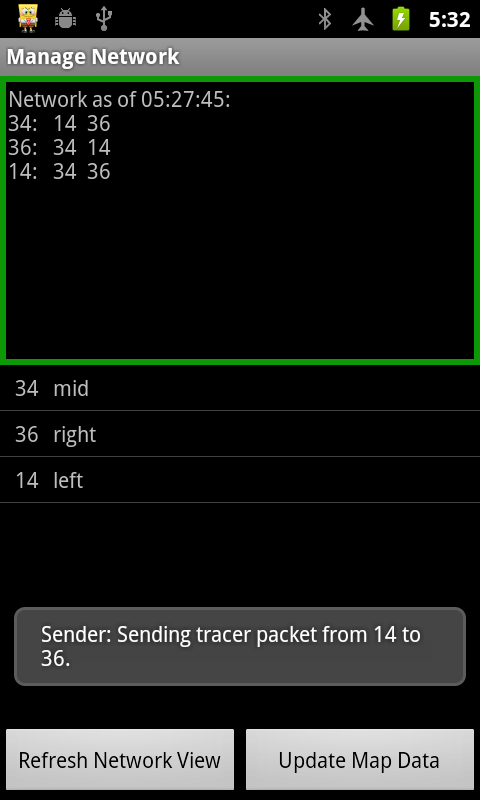 5:32
Manage Network
Network as of 05:27:45:
34: 14 36
36: 34 14
14: 34 36
34 mid
36 right
14 left
Sender: Sending tracer packet from 14 to
36.
Refresh Network View
Update Map Data